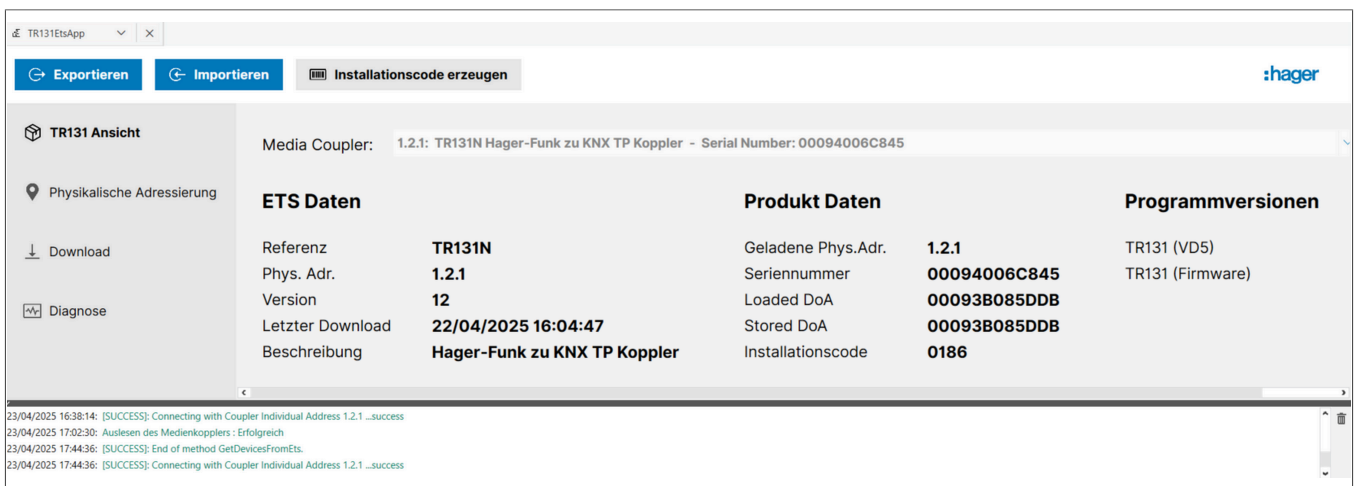 TR131EtsApp
Exportieren Importieren Installationscode erzeugen :hager
TR131 Ansicht
Physikalische Adressierung
Download
Diagnose
Media Coupler: 1.2.1: TR131N Hager-Funk zu KNX TP Koppler - Serial Number: 00094006C845
ETS Daten
Referenz TR131N
Phys. Adr. 1.2.1
Version 12
Letzter Download 22/04/2025 16:04:47
Beschreibung Hager-Funk zu KNX TP Koppler
Produkt Daten
Geladene Phys.Adr. 1.2.1
Seriennummer 00094006C845
Loaded DoA 00093B085DDB
Stored DoA 00093B085DDB
Installationscode 0186
Programmversionen
TR131 (VD5)
TR131 (Firmware)
23/04/2025 16:38:14: [SUCCESS]: Connecting with Coupler Individual Address 1.2.1 ...success
23/04/2025 17:02:30: Auslesen des Medienkopplers : Erfolgreich
23/04/2025 17:44:36: [SUCCESS]: End of method GetDevicesFromEts.
23/04/2025 17:44:36: [SUCCESS]: Connecting with Coupler Individual Address 1.2.1 ...success